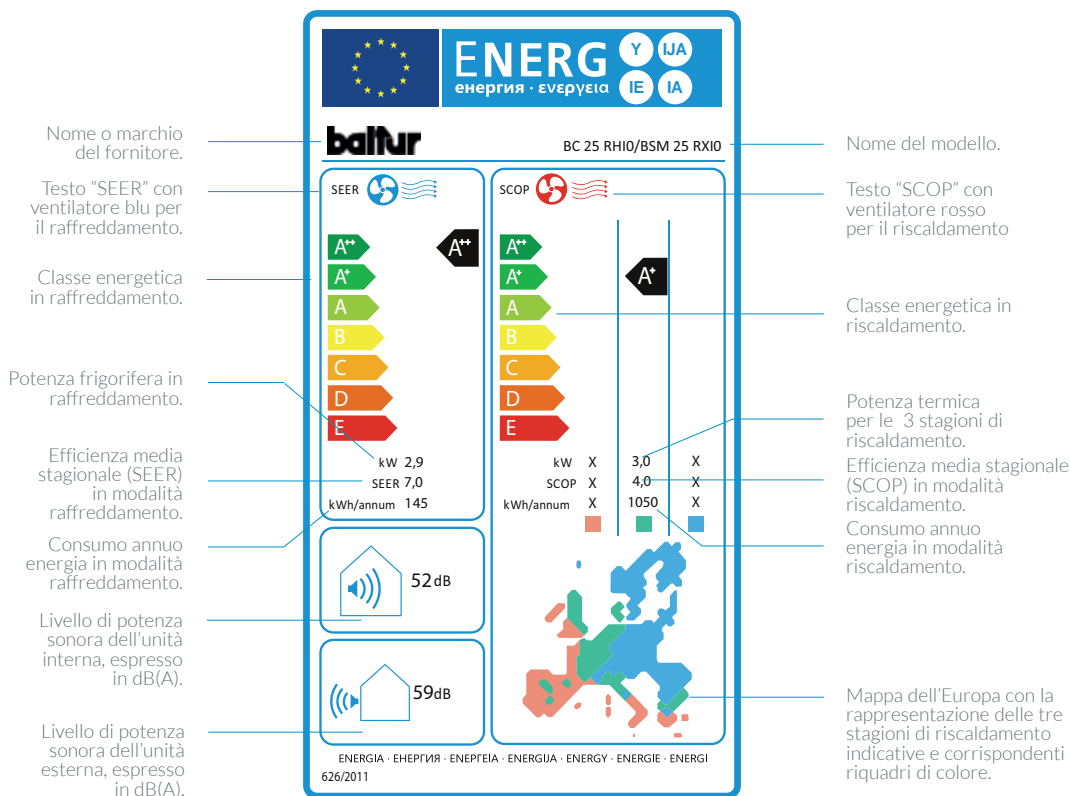 ENERG
енергия · ενεργεια
Y
IJA
IE
IA
Nome o marchio
del fornitore.
baltur
BC 25 RHI0/BSM 25 RXI0
Nome del modello.
Testo “SEER” con
ventilatore blu per
il raffreddamento.
SEER
SCOP
Testo “SCOP” con
ventilatore rosso
per il riscaldamento
Classe energetica
in raffreddamento.
A++
A+
A
B
C
D
E
A++
A++
A+
A
B
C
D
E
A+
Classe energetica in
riscaldamento.
Potenza frigorifera in
raffreddamento.
Efficienza media
stagionale (SEER)
in modalità
raffreddamento.
Consumo annuo
energia in modalità
raffreddamento.
kW 2,9
SEER 7,0
kWh/annum 145
kW X 3,0 X
SCOP X 4,0 X
kWh/annum X 1050 X
Potenza termica
per le 3 stagioni di
riscaldamento.
Efficienza media stagionale
(SCOP) in modalità
riscaldamento.
Consumo annuo
energia in modalità
riscaldamento.
52 dB
Livello di potenza
sonora dell’unità
interna, espresso
in dB(A).
59dB
Livello di potenza
sonora dell’unità
esterna, espresso
in dB(A).
Mappa dell’Europa con la
rappresentazione delle tre
stagioni di riscaldamento
indicative e corrispondenti
riquadri di colore.
ENERGIA · ЕНЕРГИЯ · ΕΝΕΡΓΕΙΑ · ENERGIJA · ENERGY · ENERGIE · ENERGI
626/2011